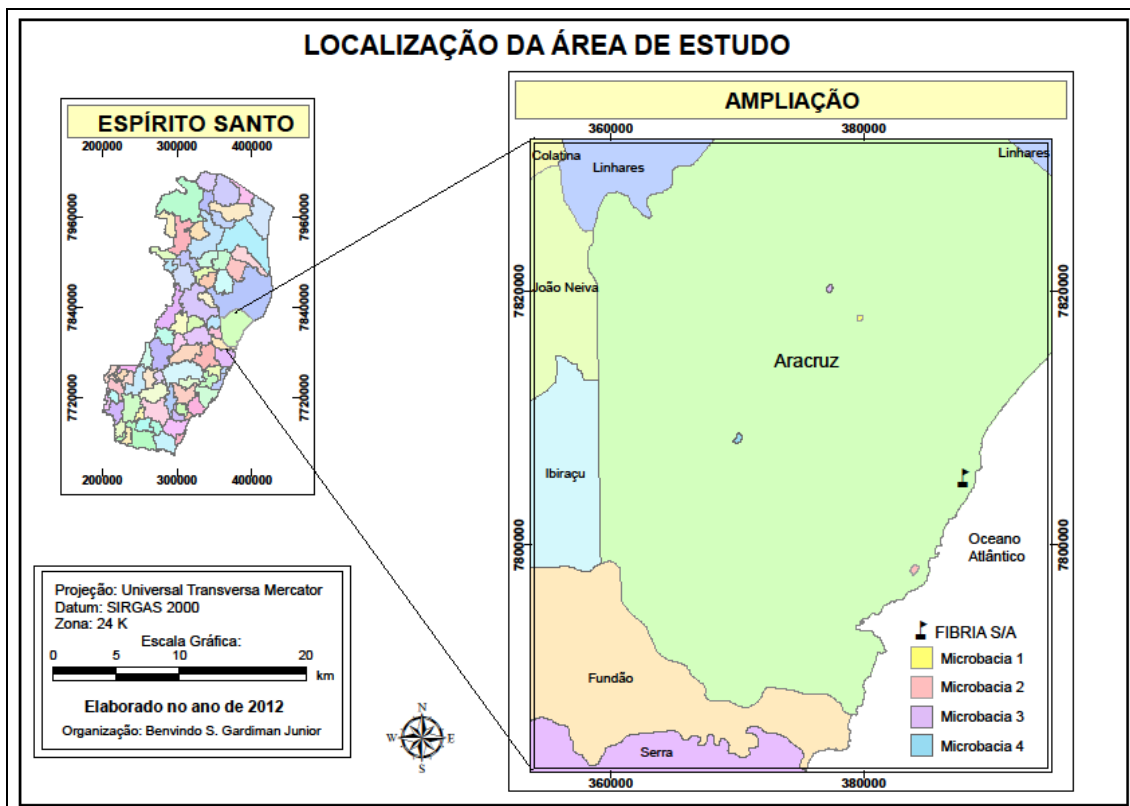 LOCALIZAÇÃO DA ÁREA DE ESTUDO
ESPÍRITO SANTO
200000 300000 400000
7960000 7960000
7840000 7840000
7720000 7720000
200000 300000 400000
AMPLIAÇÃO
360000 380000
Colatina
Linhares
Linhares
João Neiva
7820000 7820000
Aracruz
Ibiraçu
Oceano
Atlântico
7800000 7800000
Fundão
Serra
FIBRIA S/A
Microbacia 1
Microbacia 2
Microbacia 3
Microbacia 4
360000 380000
Projeção: Universal Transversa Mercator
Datum: SIRGAS 2000
Zona: 24 K
Escala Gráfica:
0 5 10 20
km
Elaborado no ano de 2012
Organização: Benvindo S. Gardiman Junior
N
W E
S